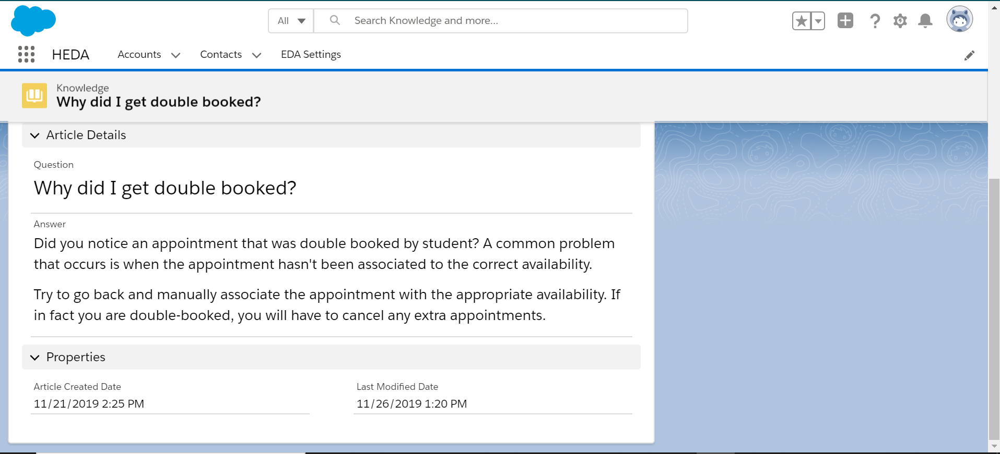 All
Search Knowledge and more...
HEDA
Accounts
Contacts
EDA Settings
Knowledge
Why did I get double booked?
Article Details
Question
Why did I get double booked?
Answer
Did you notice an appointment that was double booked by student? A common problem
that occurs is when the appointment hasn't been associated to the correct availability.
Try to go back and manually associate the appointment with the appropriate availability. If
in fact you are double-booked, you will have to cancel any extra appointments.
Properties
Article Created Date
11/21/2019 2:25 PM
Last Modified Date
11/26/2019 1:20 PM